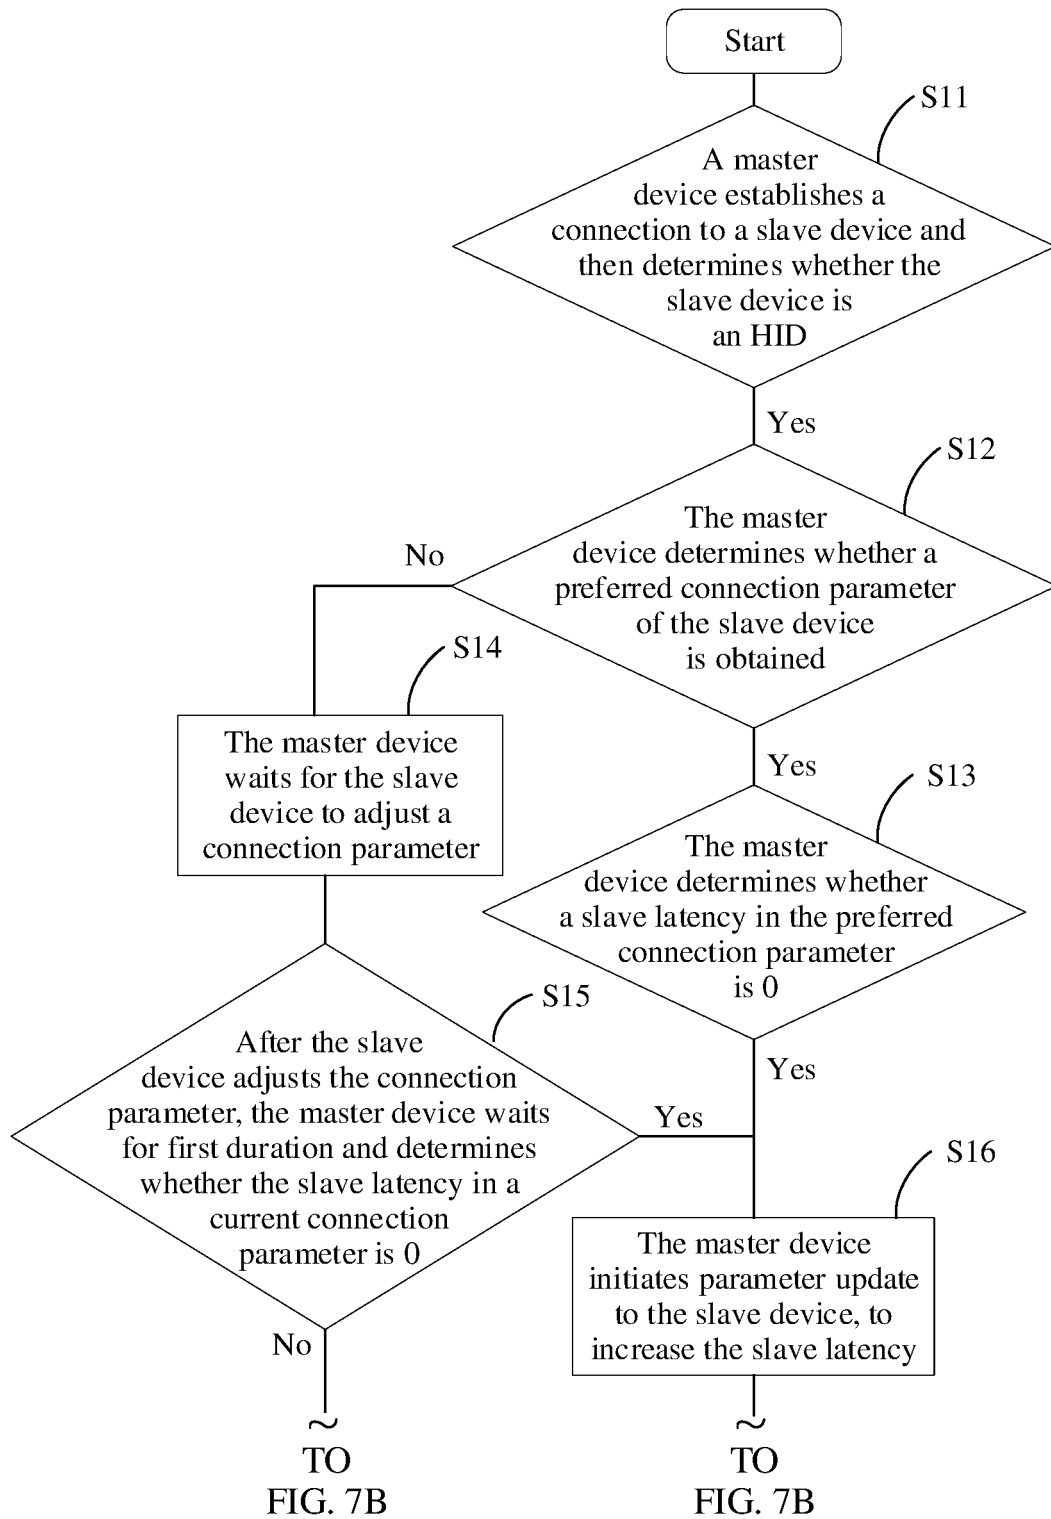 Start
S11
A master
device establishes a
connection to a slave device and
then determines whether the
slave device is
an HID
Yes
S12
The master
device determines whether a
preferred connection parameter
of the slave device
is obtained
No
Yes
S14
The master device
waits for the slave
device to adjust a
connection parameter
S13
The master
device determines whether
a slave latency in the preferred
connection parameter
is 0
Yes
S15
After the slave
device adjusts the connection
parameter, the master device waits
for first duration and determines
whether the slave latency in a
current connection
parameter is 0
Yes
No
S16
The master device
initiates parameter update
to the slave device, to
increase the slave latency
~
TO
FIG. 7B
~
TO
FIG. 7B